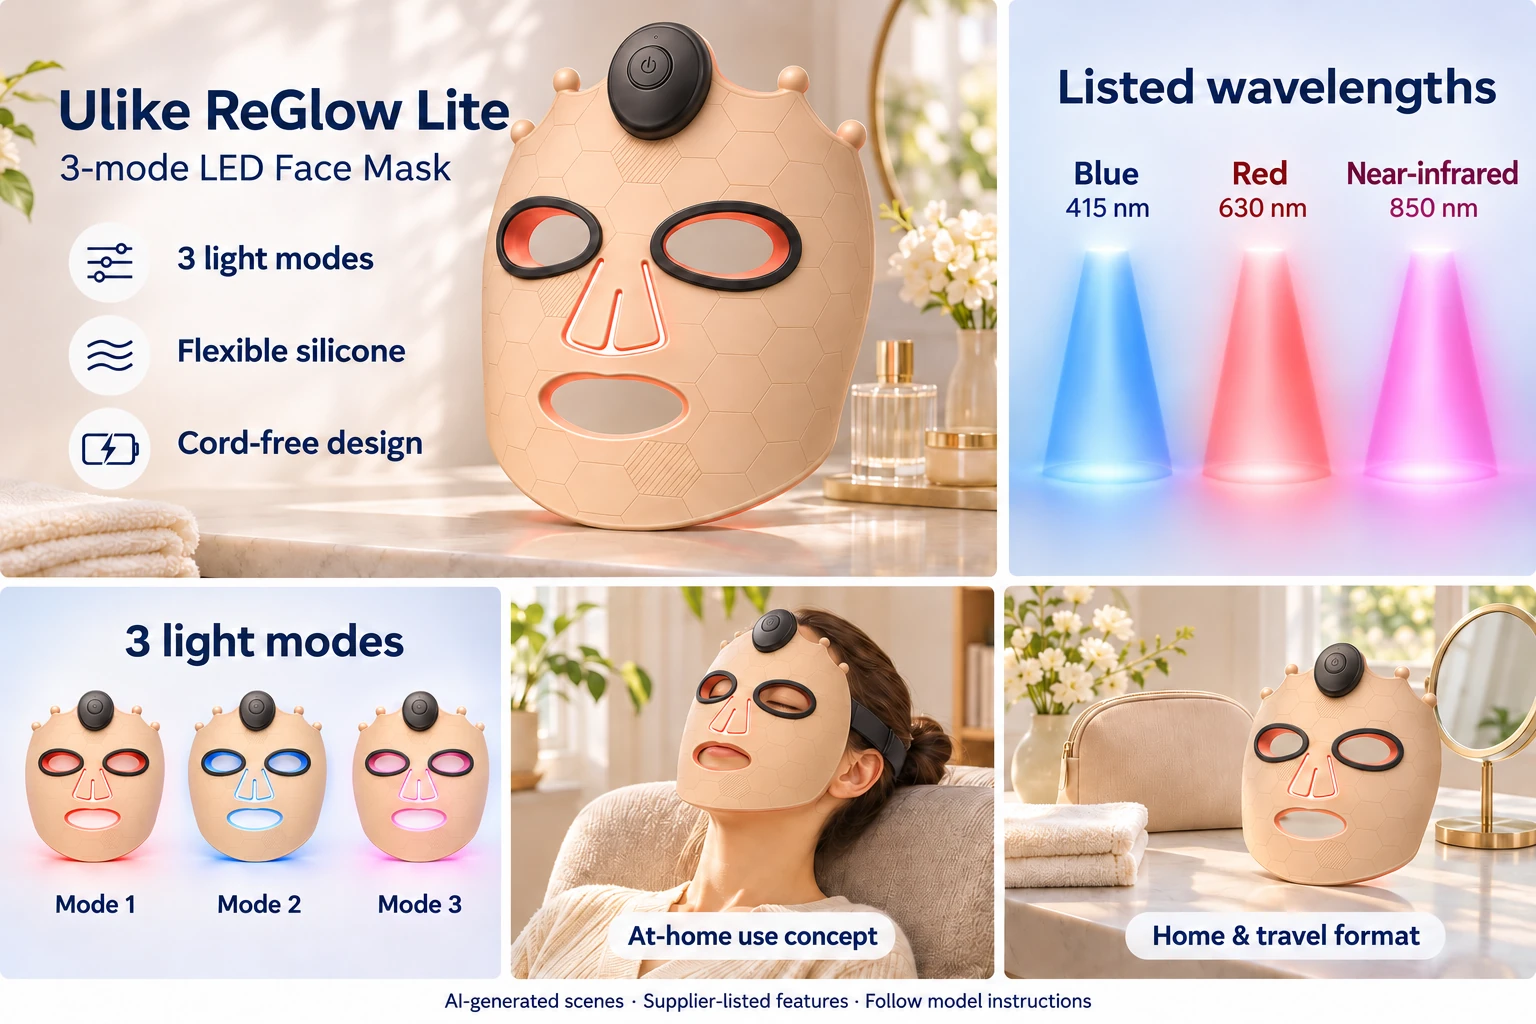 Ulike ReGlow Lite
3-mode LED Face Mask
3 light modes
Flexible silicone
Cord-free design
Listed wavelengths
Blue
415 nm
Red
630 nm
Near-infrared
850 nm
3 light modes
Mode 1
Mode 2
Mode 3
At-home use concept
Home & travel format
AI-generated scenes · Supplier-listed features · Follow model instructions